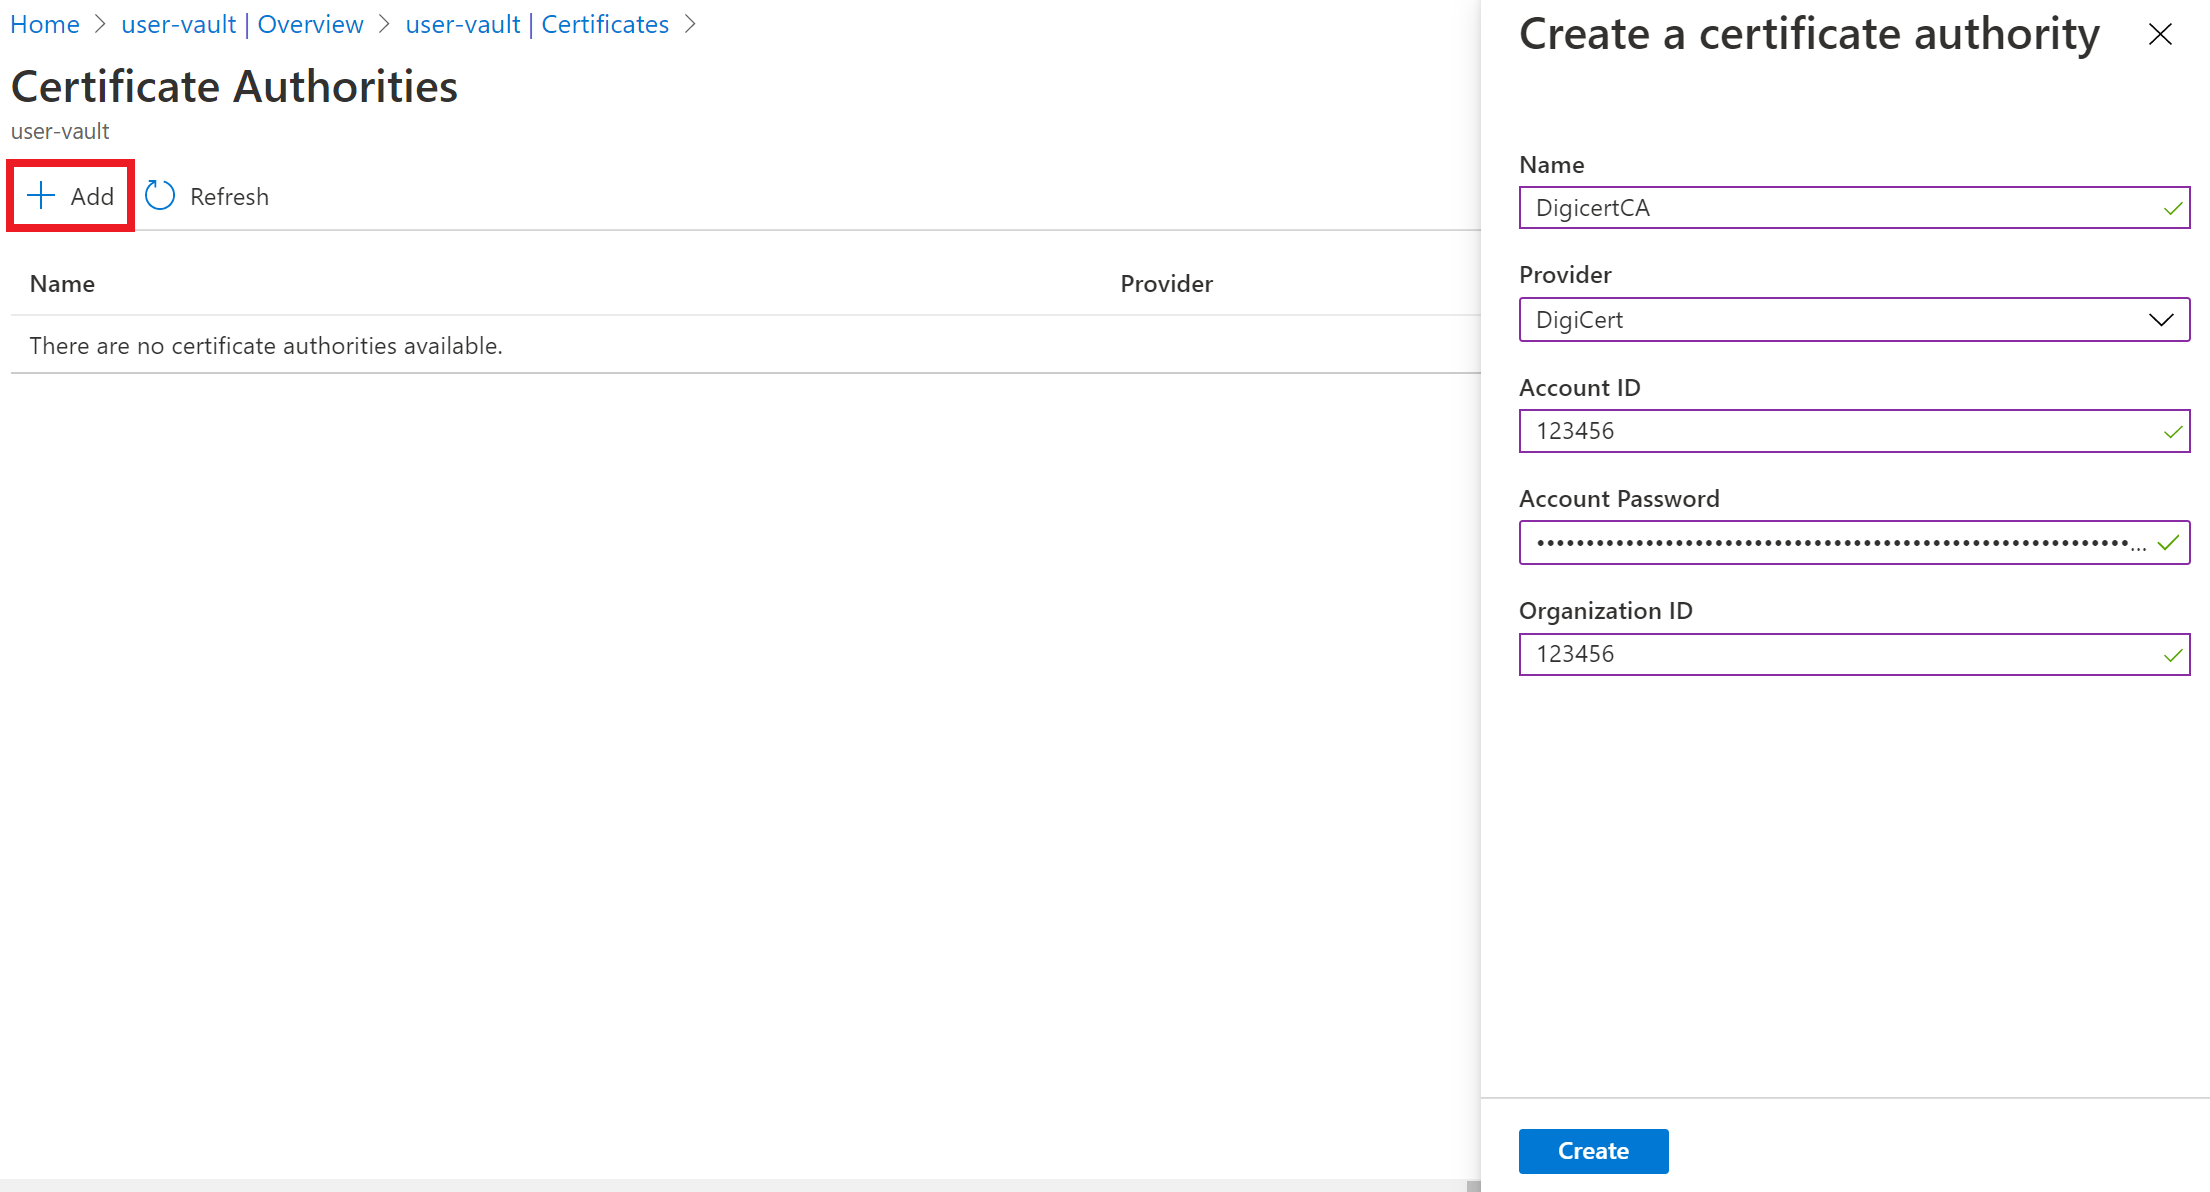 Home > user-vault | Overview > user-vault | Certificates >
Certificate Authorities
user-vault
Add Refresh
Name Provider
There are no certificate authorities available.
Create a certificate authority
Name
DigicertCA
Provider
DigiCert
Account ID
123456
Account Password
••••••••••••••••••••••••••••••••••••••••••••••••••••••••••••...
Organization ID
123456
Create